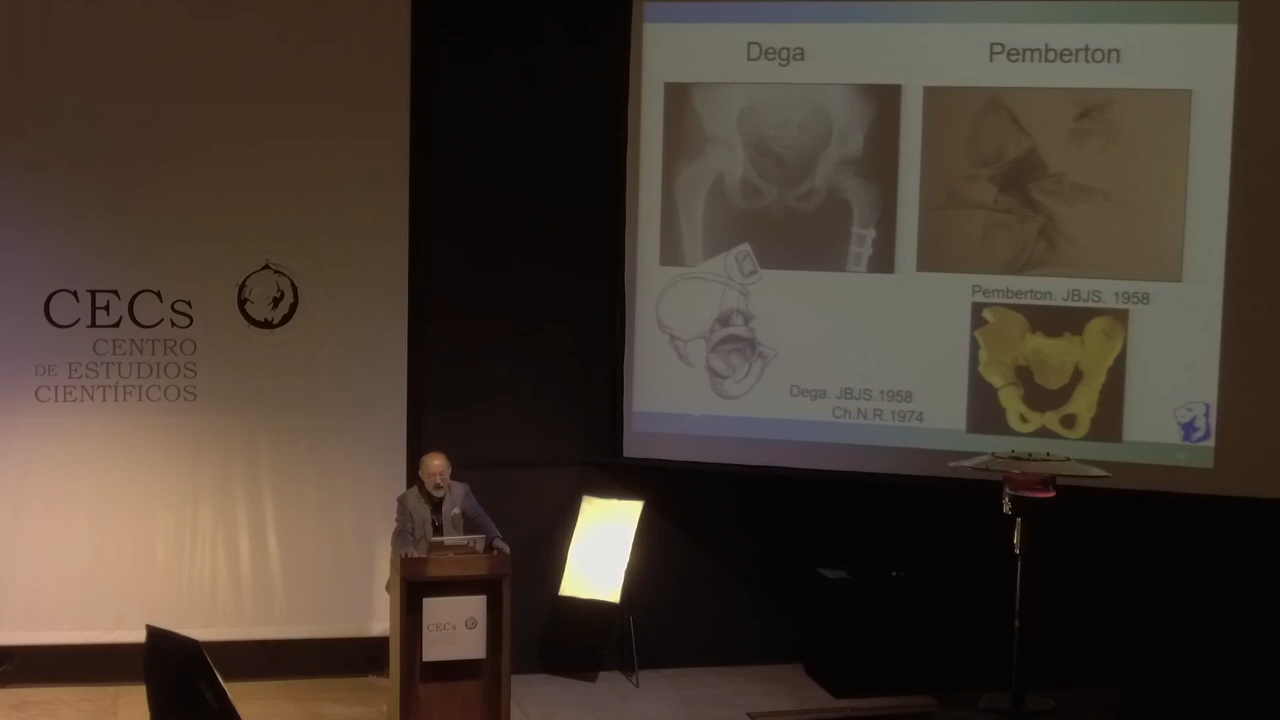 CECs
CENTRO
DE ESTUDIOS
CIENTÍFICOS
Dega
Pemberton
Pemberton. JBJS. 1958
Dega. JBJS.1958
Ch.N.R.1974
CECs